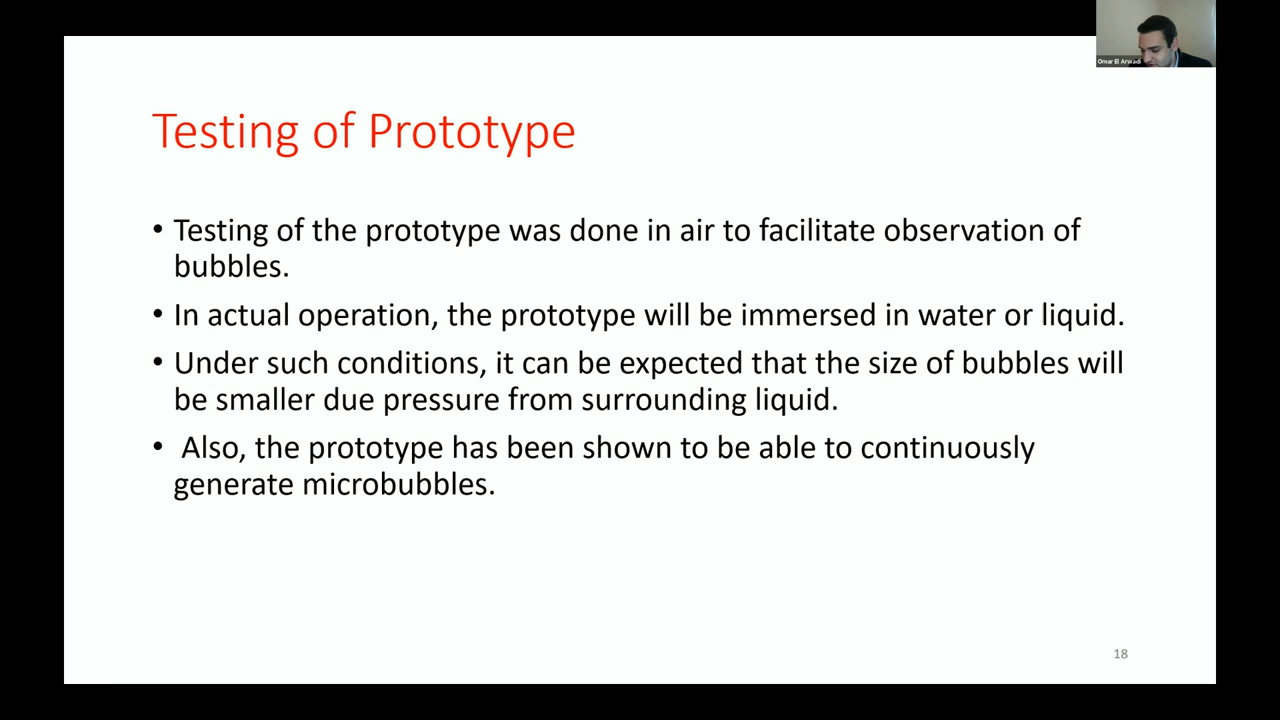 Omar El Arwadi
Testing of Prototype
• Testing of the prototype was done in air to facilitate observation of
bubbles.
• In actual operation, the prototype will be immersed in water or liquid.
• Under such conditions, it can be expected that the size of bubbles will
be smaller due pressure from surrounding liquid.
• Also, the prototype has been shown to be able to continuously
generate microbubbles.
18